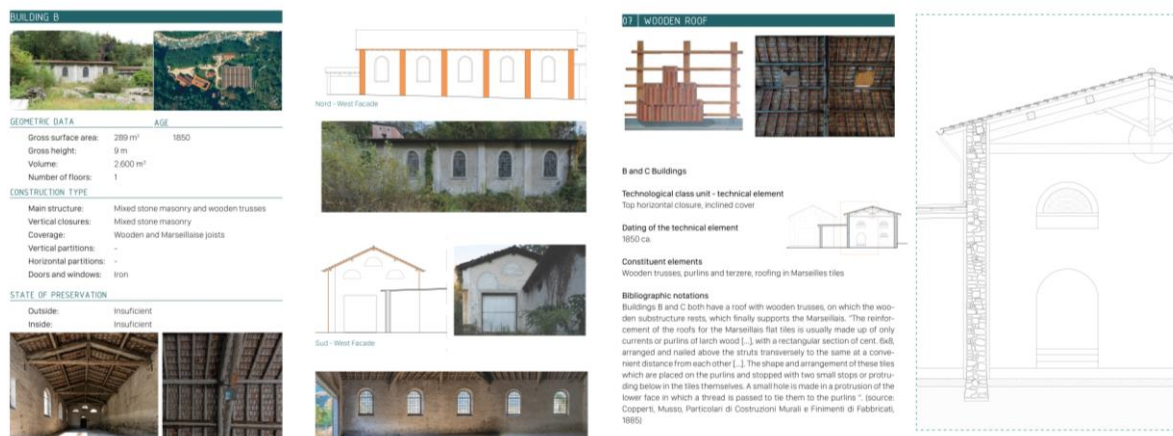 BUILDING B
GEOMETRIC DATA AGE
Gross surface area: 289 m² 1850
Gross height: 9 m
Volume: 2.600 m³
Number of floors: 1
CONSTRUCTION TYPE
Main structure: Mixed stone masonry and wooden trusses
Vertical closures: Mixed stone masonry
Coverage: Wooden and Marseillaise joists
Vertical partitions: -
Horizontal partitions: -
Doors and windows: Iron
STATE OF PRESERVATION
Outside: Insuficient
Inside: Insuficient
Nord - West Facade
Sud - West Facade
07 | WOODEN ROOF
B and C Buildings
Technological class unit - technical element
Top horizontal closure, inclined cover
Dating of the technical element
1850 ca.
Constituent elements
Wooden trusses, purlins and terzere, roofing in Marseilles tiles
Bibliographic notations
Buildings B and C both have a roof with wooden trusses, on which the woo-
den substructure rests, which finally supports the Marseillais. "The reinfor-
cement of the roofs for the Marseillais flat tiles is usually made up of only
currents or purlins of larch wood [...], with a rectangular section of cent. 6x8,
arranged and nailed above the struts transversely to the same at a conve-
nient distance from each other [...]. The shape and arrangement of these tiles
which are placed on the purlins and stopped with two small stops or protru-
ding below in the tiles themselves. A small hole is made in a protrusion of the
lower face in which a thread is passed to tie them to the purlins ". (source:
Copperti, Musso, Particolari di Costruzioni Murali e Finimenti di Fabbricati,
1885)